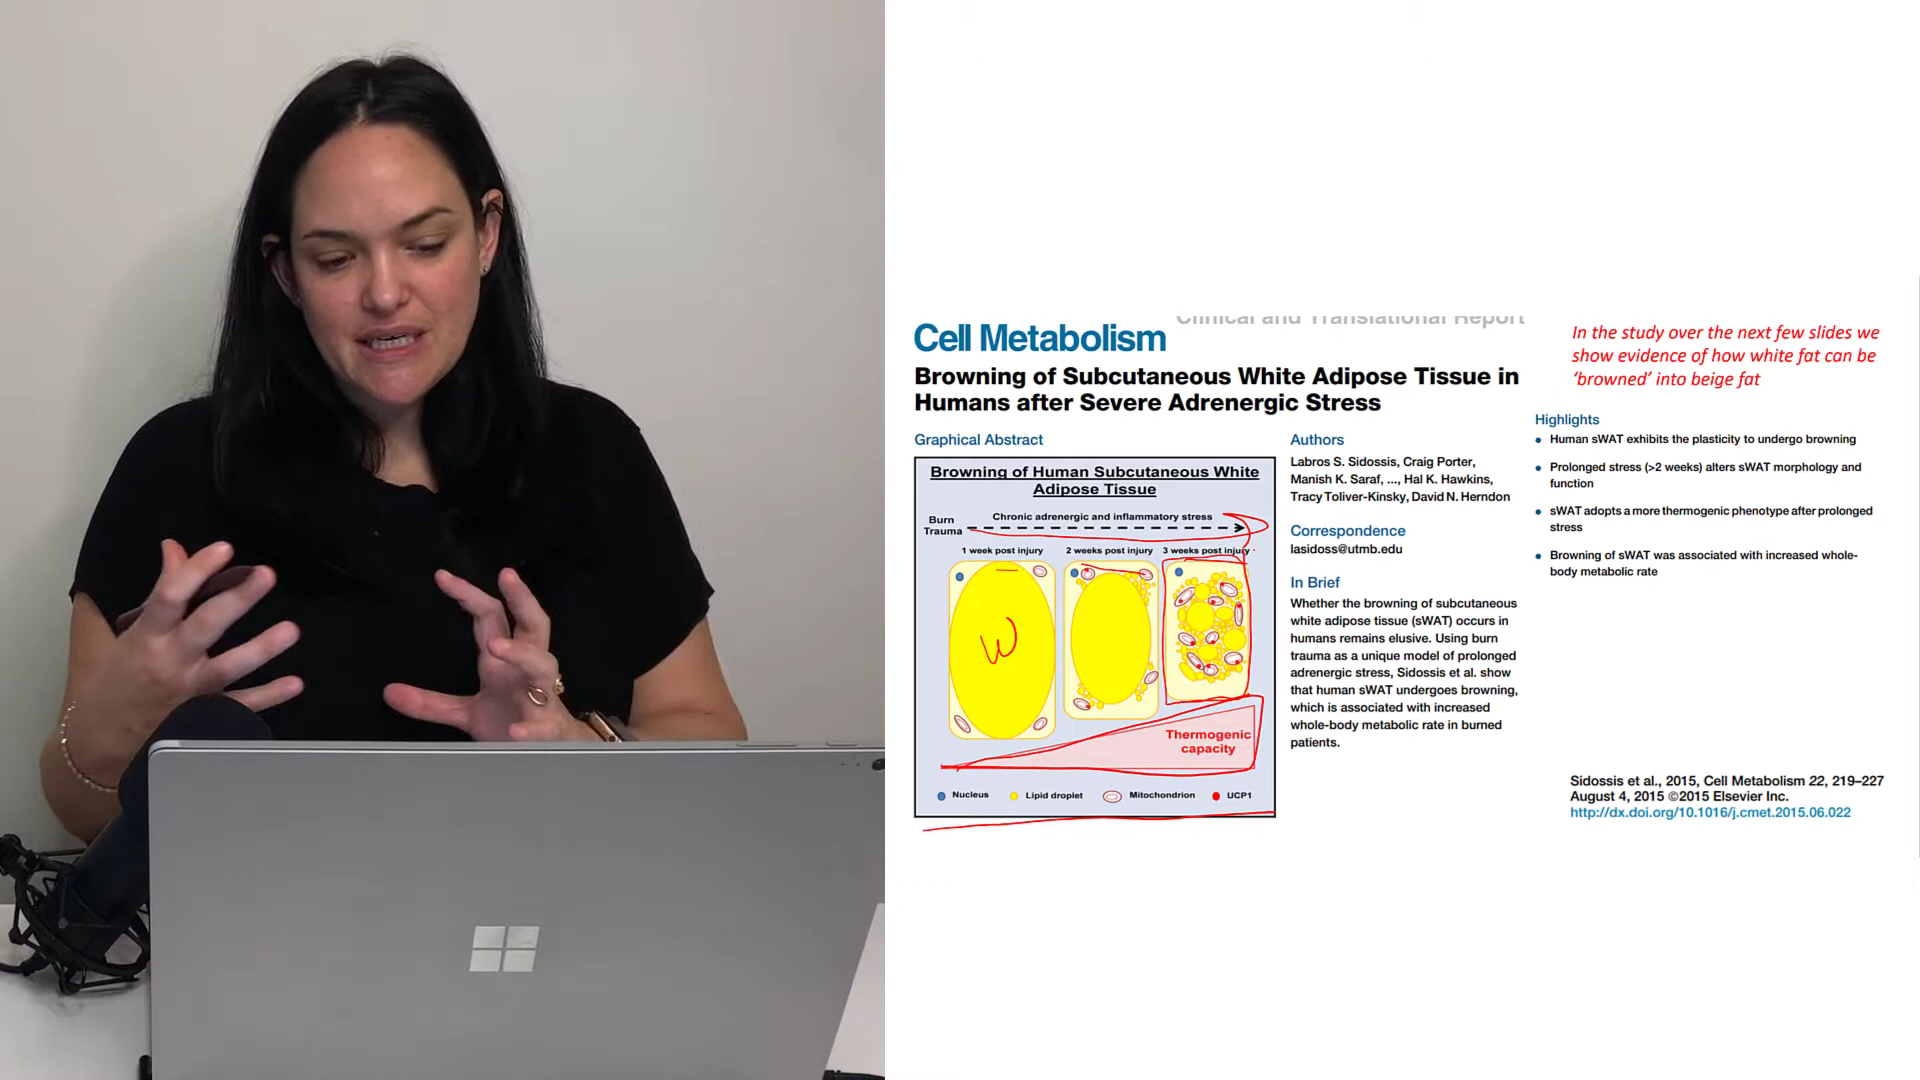 Clinical and Translational Report
Cell Metabolism
Browning of Subcutaneous White Adipose Tissue in
Humans after Severe Adrenergic Stress
Graphical Abstract
Browning of Human Subcutaneous White
Adipose Tissue
Burn
Trauma
Chronic adrenergic and inflammatory stress
1 week post injury
2 weeks post injury
3 weeks post injury
W
Thermogenic
capacity
Nucleus
Lipid droplet
Mitochondrion
UCP1
Authors
Labros S. Sidossis, Craig Porter,
Manish K. Saraf, ..., Hal K. Hawkins,
Tracy Toliver-Kinsky, David N. Herndon
Correspondence
lasidoss@utmb.edu
In Brief
Whether the browning of subcutaneous
white adipose tissue (sWAT) occurs in
humans remains elusive. Using burn
trauma as a unique model of prolonged
adrenergic stress, Sidossis et al. show
that human sWAT undergoes browning,
which is associated with increased
whole-body metabolic rate in burned
patients.
In the study over the next few slides we
show evidence of how white fat can be
‘browned’ into beige fat
Highlights
• Human sWAT exhibits the plasticity to undergo browning
• Prolonged stress (>2 weeks) alters sWAT morphology and
function
• sWAT adopts a more thermogenic phenotype after prolonged
stress
• Browning of sWAT was associated with increased whole-
body metabolic rate
Sidossis et al., 2015, Cell Metabolism 22, 219–227
August 4, 2015 ©2015 Elsevier Inc.
http://dx.doi.org/10.1016/j.cmet.2015.06.022